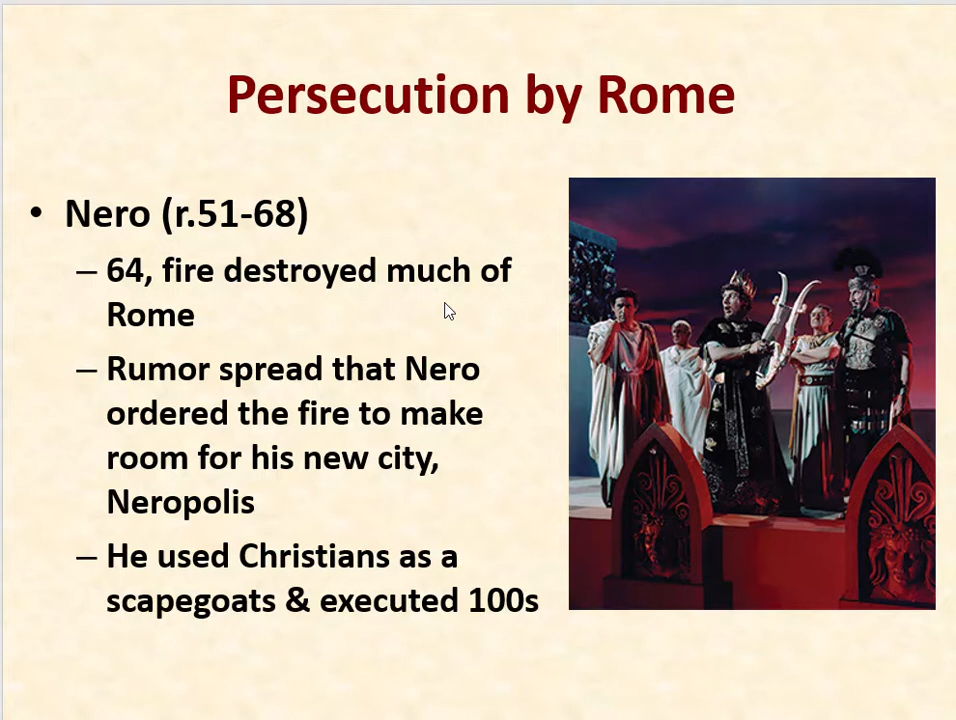 Persecution by Rome
• Nero (r.51-68)
– 64, fire destroyed much of
Rome
– Rumor spread that Nero
ordered the fire to make
room for his new city,
Neropolis
– He used Christians as a
scapegoats & executed 100s